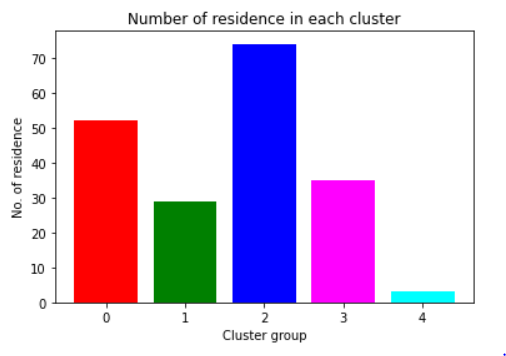 Number of residence in each cluster
70
60
50
40
30
20
10
0
No. of residence
0 1 2 3 4
Cluster group